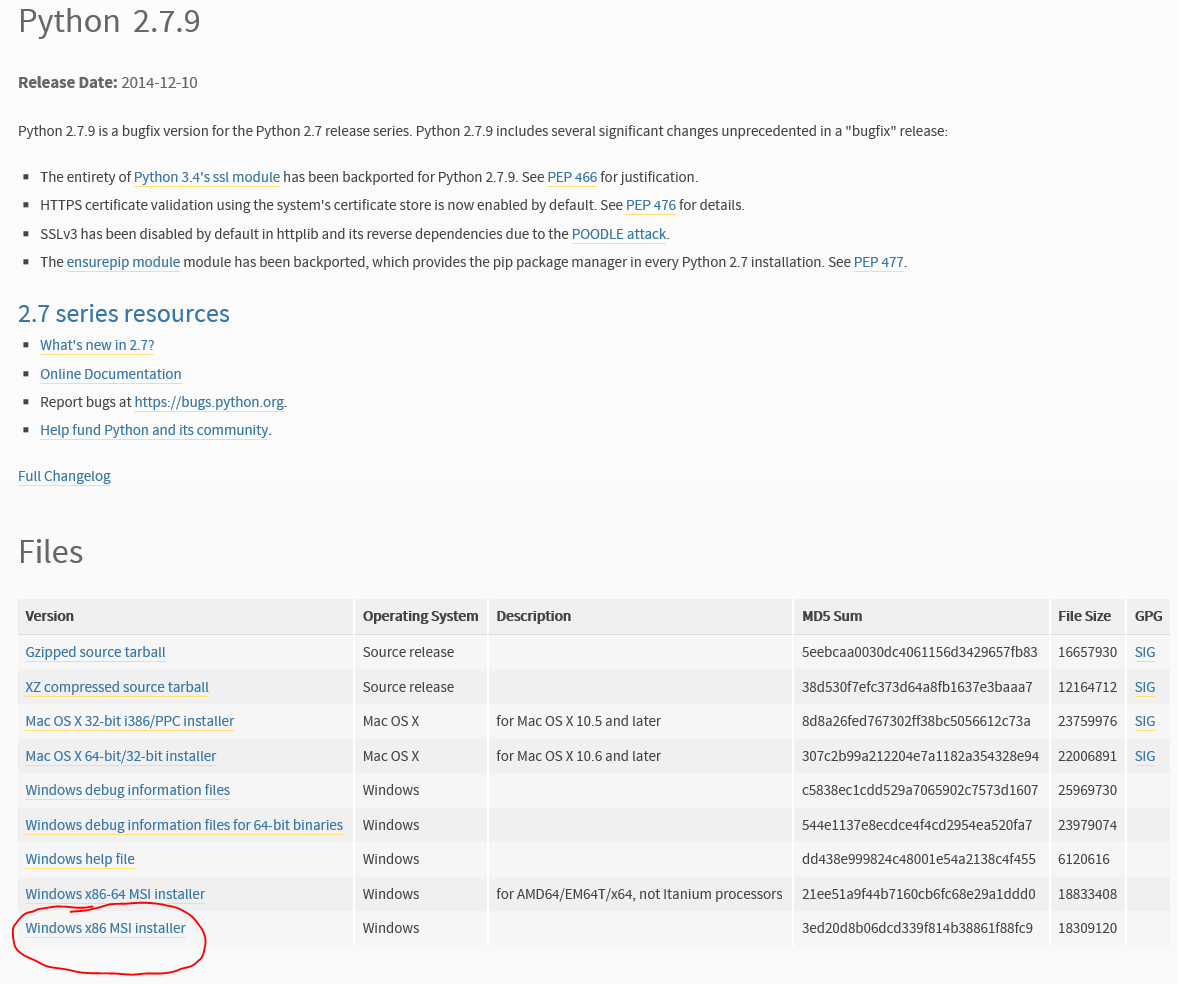 Python 2.7.9
Release Date: 2014-12-10
Python 2.7.9 is a bugfix version for the Python 2.7 release series. Python 2.7.9 includes several significant changes unprecedented in a "bugfix" release:
The entirety of Python 3.4's ssl module has been backported for Python 2.7.9. See PEP 466 for justification.
HTTPS certificate validation using the system's certificate store is now enabled by default. See PEP 476 for details.
SSLv3 has been disabled by default in httplib and its reverse dependencies due to the POODLE attack.
The ensurepip module module has been backported, which provides the pip package manager in every Python 2.7 installation. See PEP 477.
2.7 series resources
What's new in 2.7?
Online Documentation
Report bugs at https://bugs.python.org.
Help fund Python and its community.
Full Changelog
Files
Version Operating System Description MD5 Sum File Size GPG
Gzipped source tarball Source release 5eebcaa0030dc4061156d3429657fb83 16657930 SIG
XZ compressed source tarball Source release 38d530f7efc373d64a8fb1637e3baaa7 12164712 SIG
Mac OS X 32-bit i386/PPC installer Mac OS X for Mac OS X 10.5 and later 8d8a26fed767302ff38bc5056612c73a 23759976 SIG
Mac OS X 64-bit/32-bit installer Mac OS X for Mac OS X 10.6 and later 307c2b99a212204e7a1182a354328e94 22006891 SIG
Windows debug information files Windows c5838ec1cdd529a7065902c7573d1607 25969730
Windows debug information files for 64-bit binaries Windows 544e1137e8ecdce4f4cd2954ea520fa7 23979074
Windows help file Windows dd438e999824c48001e54a2138c4f455 6120616
Windows x86-64 MSI installer Windows for AMD64/EM64T/x64, not Itanium processors 21ee51a9f44b7160cb6fc68e29a1ddd0 18833408
Windows x86 MSI installer Windows 3ed20d8b06dcd339f814b38861f88fc9 18309120